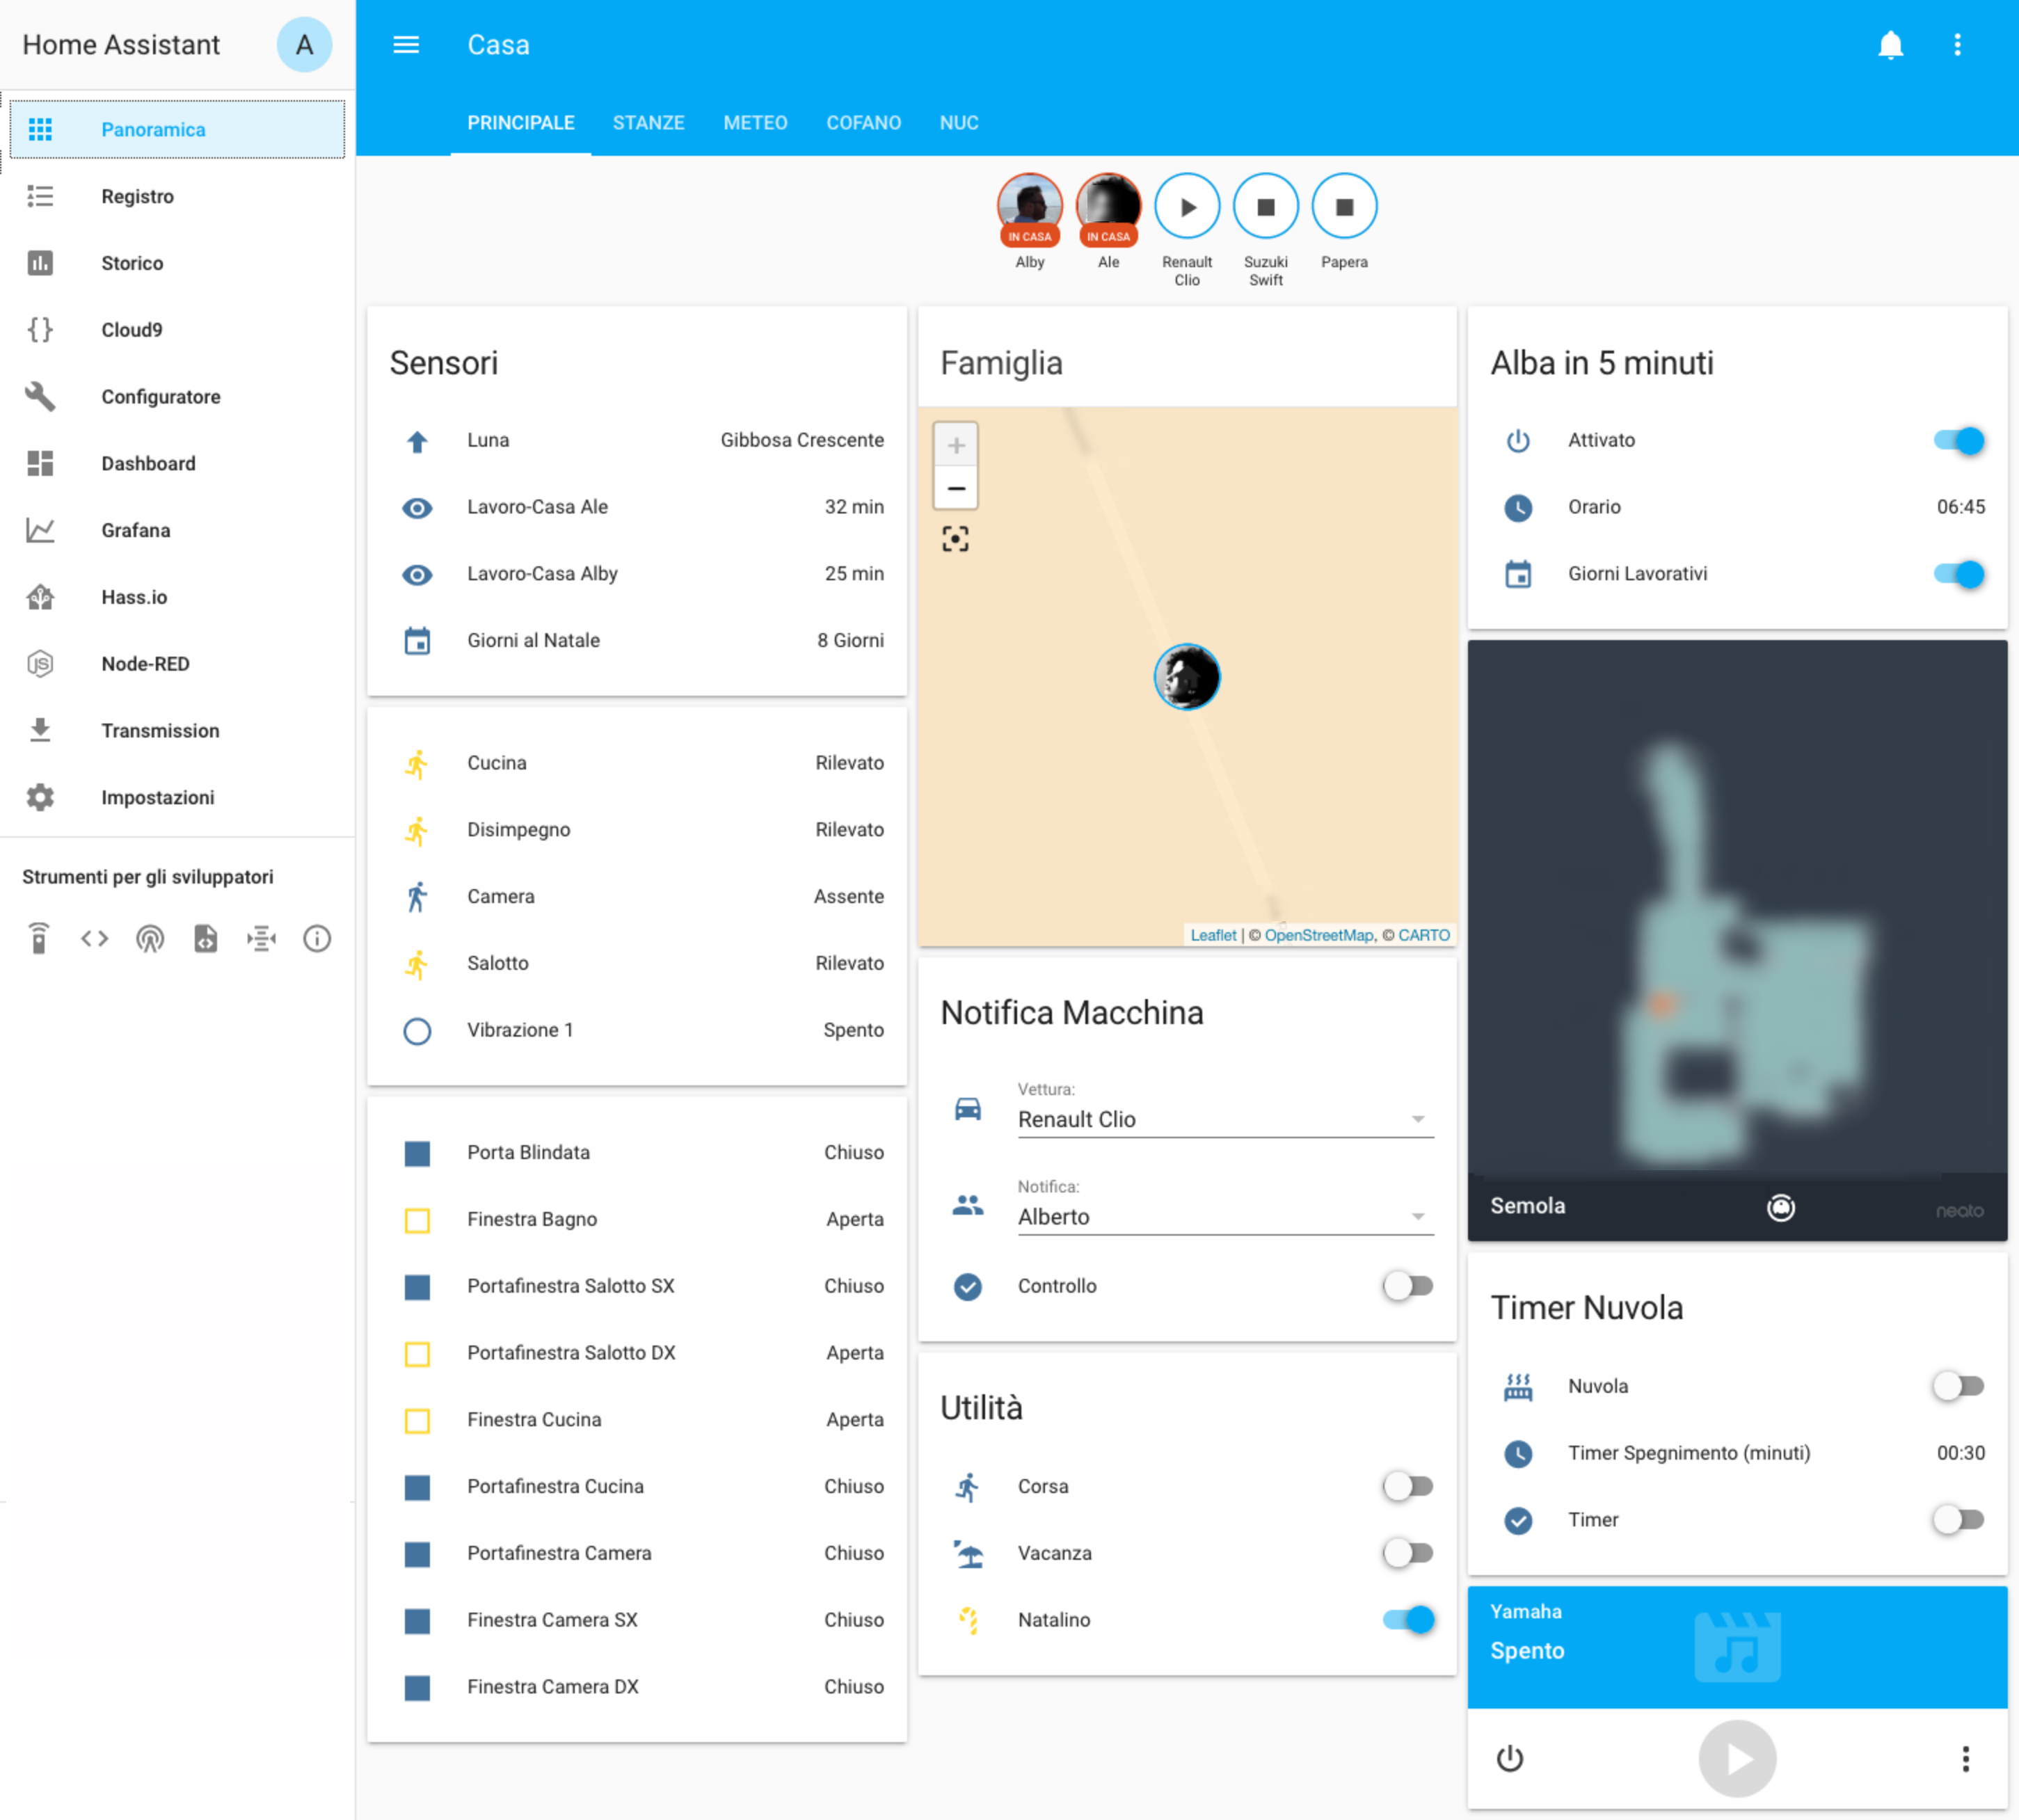 Home Assistant
A
Panoramica
Registro
Storico
Cloud9
Configuratore
Dashboard
Grafana
Hass.io
Node-RED
Transmission
Impostazioni
Strumenti per gli sviluppatori
Casa
PRINCIPALE STANZE METEO COFANO NUC
IN CASA IN CASA
Alby Ale Renault Clio Suzuki Swift Papera
Sensori
Luna Gibbosa Crescente
Lavoro-Casa Ale 32 min
Lavoro-Casa Alby 25 min
Giorni al Natale 8 Giorni
Cucina Rilevato
Disimpegno Rilevato
Camera Assente
Salotto Rilevato
Vibrazione 1 Spento
Porta Blindata Chiuso
Finestra Bagno Aperta
Portafinestra Salotto SX Chiuso
Portafinestra Salotto DX Aperta
Finestra Cucina Aperta
Portafinestra Cucina Chiuso
Portafinestra Camera Chiuso
Finestra Camera SX Chiuso
Finestra Camera DX Chiuso
Famiglia
+
−
Leaflet | © OpenStreetMap, © CARTO
Notifica Macchina
Vettura:
Renault Clio
Notifica:
Alberto
Controllo
Utilità
Corsa
Vacanza
Natalino
Alba in 5 minuti
Attivato
Orario 06:45
Giorni Lavorativi
Semola neato
Timer Nuvola
Nuvola
Timer Spegnimento (minuti) 00:30
Timer
Yamaha
Spento